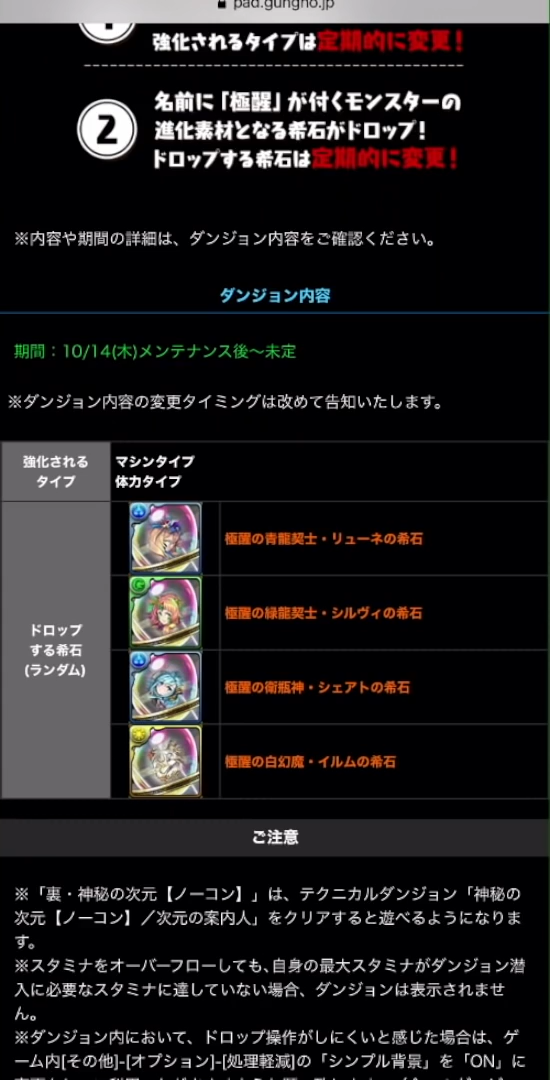 pad.gungho.jp
強化されるタイプは定期的に変更!
2
名前に「極醒」が付くモンスターの
進化素材となる希石がドロップ!
ドロップする希石は定期的に変更!
※内容や期間の詳細は、ダンジョン内容をご確認ください。
ダンジョン内容
期間:10/14(木)メンテナンス後〜未定
※ダンジョン内容の変更タイミングは改めて告知いたします。
強化される
タイプ
マシンタイプ
体力タイプ
ドロップ
する希石
(ランダム)
極醒の青龍契士・リューネの希石
極醒の緑龍契士・シルヴィの希石
極醒の衛瓶神・シェアトの希石
極醒の白幻魔・イルムの希石
ご注意
※「裏・神秘の次元【ノーコン】」は、テクニカルダンジョン「神秘の
次元【ノーコン】／次元の案内人」をクリアすると遊べるようになりま
す。
※スタミナをオーバーフローしても、自身の最大スタミナがダンジョン潜
入に必要なスタミナに達していない場合、ダンジョンは表示されませ
ん。
※ダンジョン内において、ドロップ操作がしにくいと感じた場合は、ゲ
ーム内[その他]-[オプション]-[処理軽減]の「シンプル背景」を「ON」に